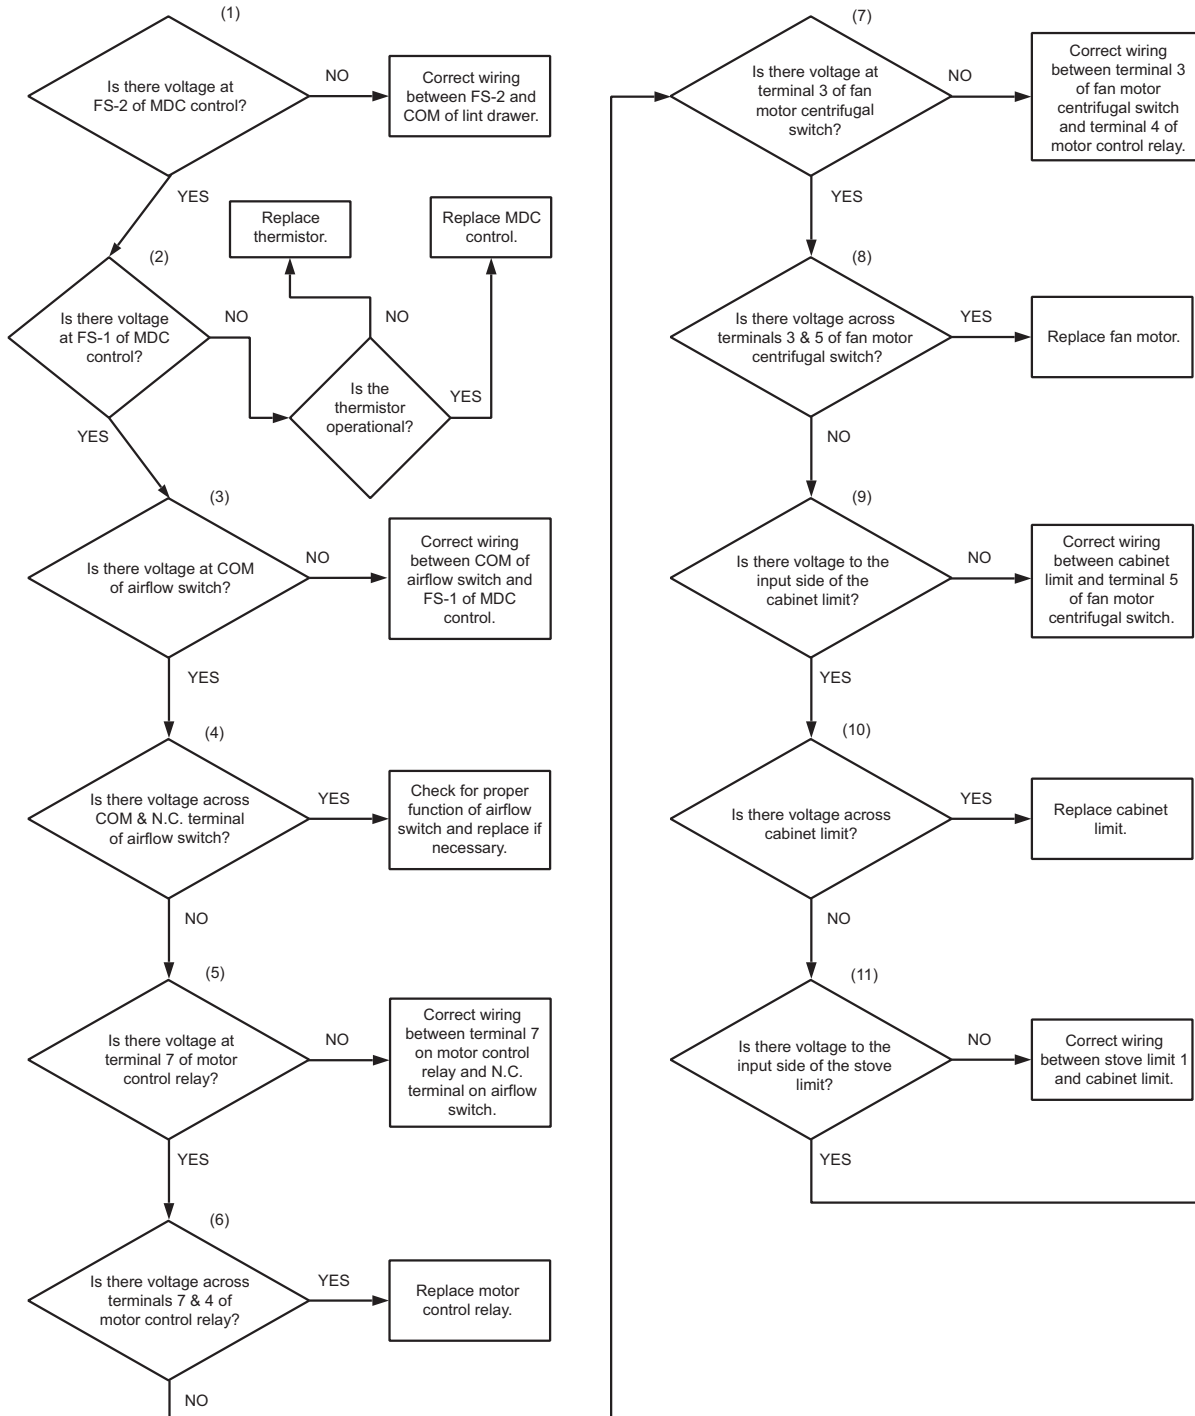 (1)
Is there voltage at
FS-2 of MDC control?
NO
Correct wiring
between FS-2 and
COM of lint drawer.
YES
(2)
Is there voltage
at FS-1 of MDC
control?
NO
Replace
thermistor.
Replace MDC
control.
NO
Is the
thermistor
operational?
YES
YES
(3)
Is there voltage at COM
of airflow switch?
NO
Correct wiring
between COM of
airflow switch and
FS-1 of MDC
control.
YES
(4)
Is there voltage across
COM & N.C. terminal
of airflow switch?
YES
Check for proper
function of airflow
switch and replace if
necessary.
NO
(5)
Is there voltage at
terminal 7 of motor
control relay?
NO
Correct wiring
between terminal 7
on motor control
relay and N.C.
terminal on airflow
switch.
YES
(6)
Is there voltage across
terminals 7 & 4 of
motor control relay?
YES
Replace motor
control relay.
NO
(7)
Is there voltage at
terminal 3 of fan
motor centrifugal
switch?
NO
Correct wiring
between terminal 3
of fan motor
centrifugal switch
and terminal 4 of
motor control relay.
YES
(8)
Is there voltage across
terminals 3 & 5 of fan motor
centrifugal switch?
YES
Replace fan motor.
NO
(9)
Is there voltage to the
input side of the
cabinet limit?
NO
Correct wiring
between cabinet
limit and terminal 5
of fan motor
centrifugal switch.
YES
(10)
Is there voltage across
cabinet limit?
YES
Replace cabinet
limit.
NO
(11)
Is there voltage to the
input side of the stove
limit?
NO
Correct wiring
between stove limit 1
and cabinet limit.
YES